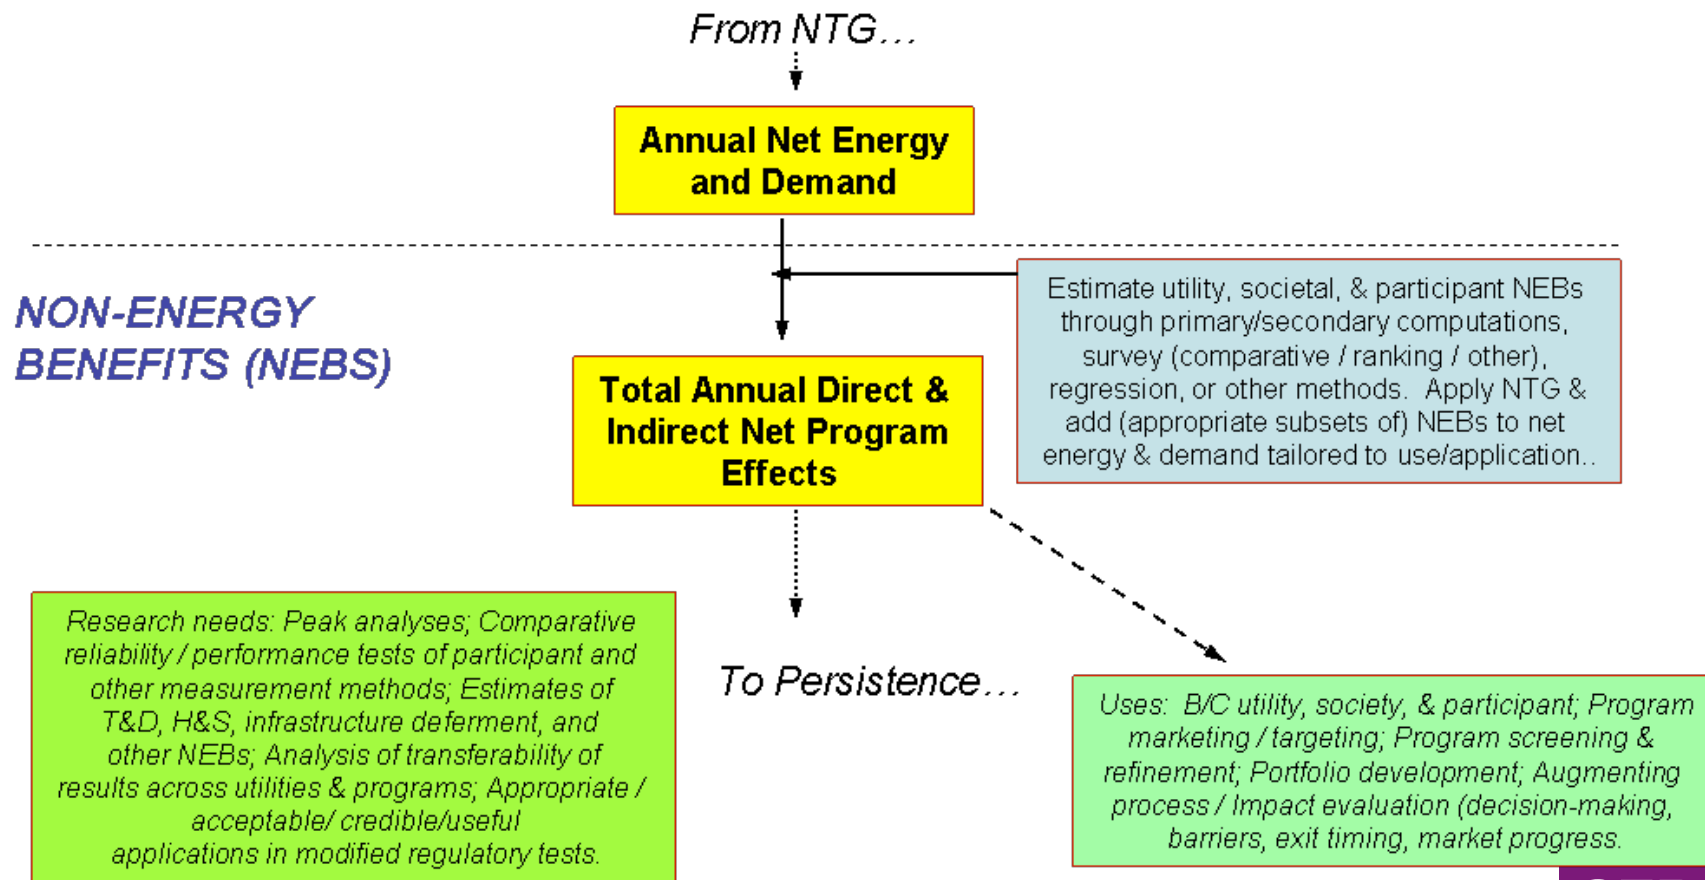 From NTG...
Annual Net Energy
and Demand
NON-ENERGY
BENEFITS (NEBS)
Estimate utility, societal, & participant NEBs
through primary/secondary computations,
survey (comparative / ranking / other),
regression, or other methods. Apply NTG &
add (appropriate subsets of) NEBs to net
energy & demand tailored to use/application..
Total Annual Direct &
Indirect Net Program
Effects
Research needs: Peak analyses; Comparative
reliability / performance tests of participant and
other measurement methods; Estimates of
T&D, H&S, infrastructure deferment, and
other NEBs; Analysis of transferability of
results across utilities & programs; Appropriate /
acceptable/ credible/useful
applications in modified regulatory tests.
To Persistence...
Uses: B/C utility, society, & participant; Program
marketing / targeting; Program screening &
refinement; Portfolio development; Augmenting
process / Impact evaluation (decision-making,
barriers, exit timing, market progress.